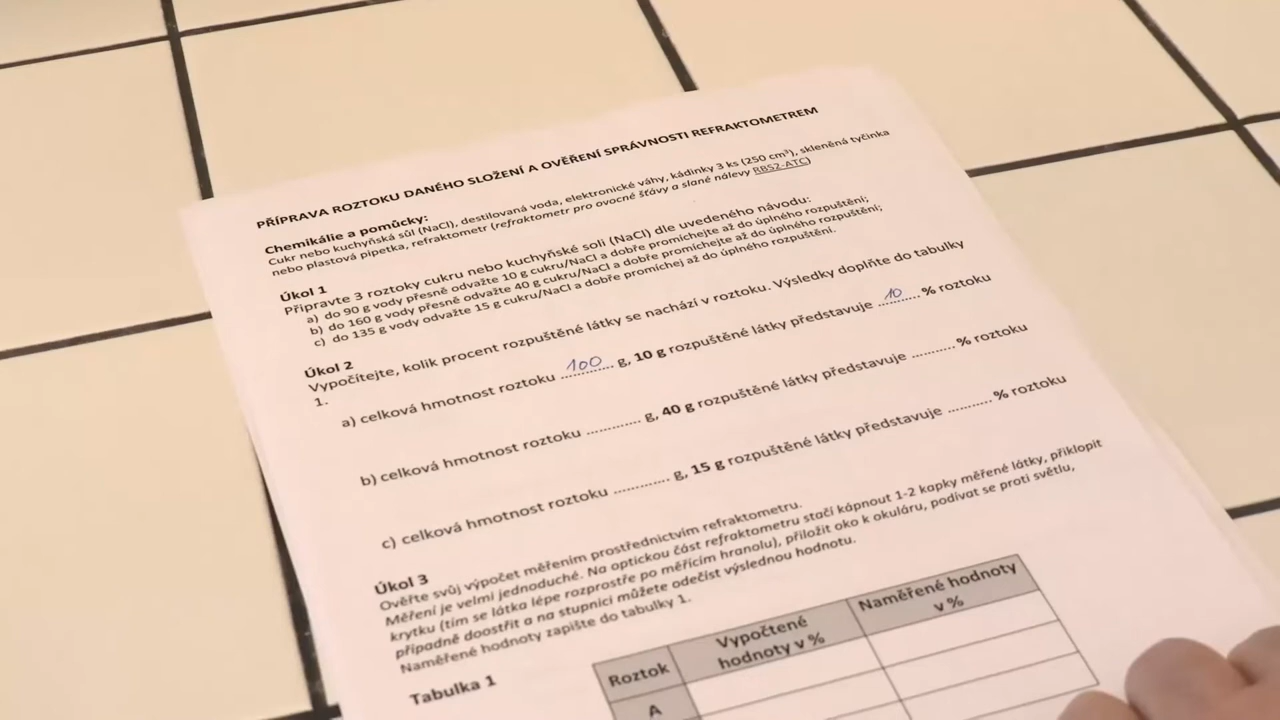 PŘÍPRAVA ROZTOKU DANÉHO SLOŽENÍ A OVĚŘENÍ SPRÁVNOSTI REFRAKTOMETREM
Chemikálie a pomůcky:
Cukr nebo kuchyňská sůl (NaCl), destilovaná voda, elektronické váhy, kádinky 3 ks (250 cm³), skleněná tyčinka
nebo plastová pipetka, refraktometr (refraktometr pro ovocné šťávy a slané nálevy RBS2-ATC)
Úkol 1
Připravte 3 roztoky cukru nebo kuchyňské soli (NaCl) dle uvedeného návodu:
a) do 90 g vody přesně odvažte 10 g cukru/NaCl a dobře promíchejte až do úplného rozpuštění;
b) do 160 g vody přesně odvažte 40 g cukru/NaCl a dobře promíchejte až do úplného rozpuštění;
c) do 135 g vody odvažte 15 g cukru/NaCl a dobře promíchej až do úplného rozpuštění.
Úkol 2
Vypočítejte, kolik procent rozpuštěné látky se nachází v roztoku. Výsledky doplňte do tabulky
1.
a) celková hmotnost roztoku 100 g, 10 g rozpuštěné látky představuje 10 % roztoku
b) celková hmotnost roztoku ............. g, 40 g rozpuštěné látky představuje ........... % roztoku
c) celková hmotnost roztoku ............. g, 15 g rozpuštěné látky představuje ........... % roztoku
Úkol 3
Ověřte svůj výpočet měřením prostřednictvím refraktometru.
Měření je velmi jednoduché. Na optickou část refraktometru stačí kápnout 1-2 kapky měřené látky, přiklopit
krytku (tím se látka lépe rozprostře po měřícím hranolu), přiložit oko k okuláru, podívat se proti světlu,
případně doostřit a na stupnici můžete odečíst výslednou hodnotu.
Naměřené hodnoty zapište do tabulky 1.
Tabulka 1
Roztok Vypočtené hodnoty v % Naměřené hodnoty v %
A